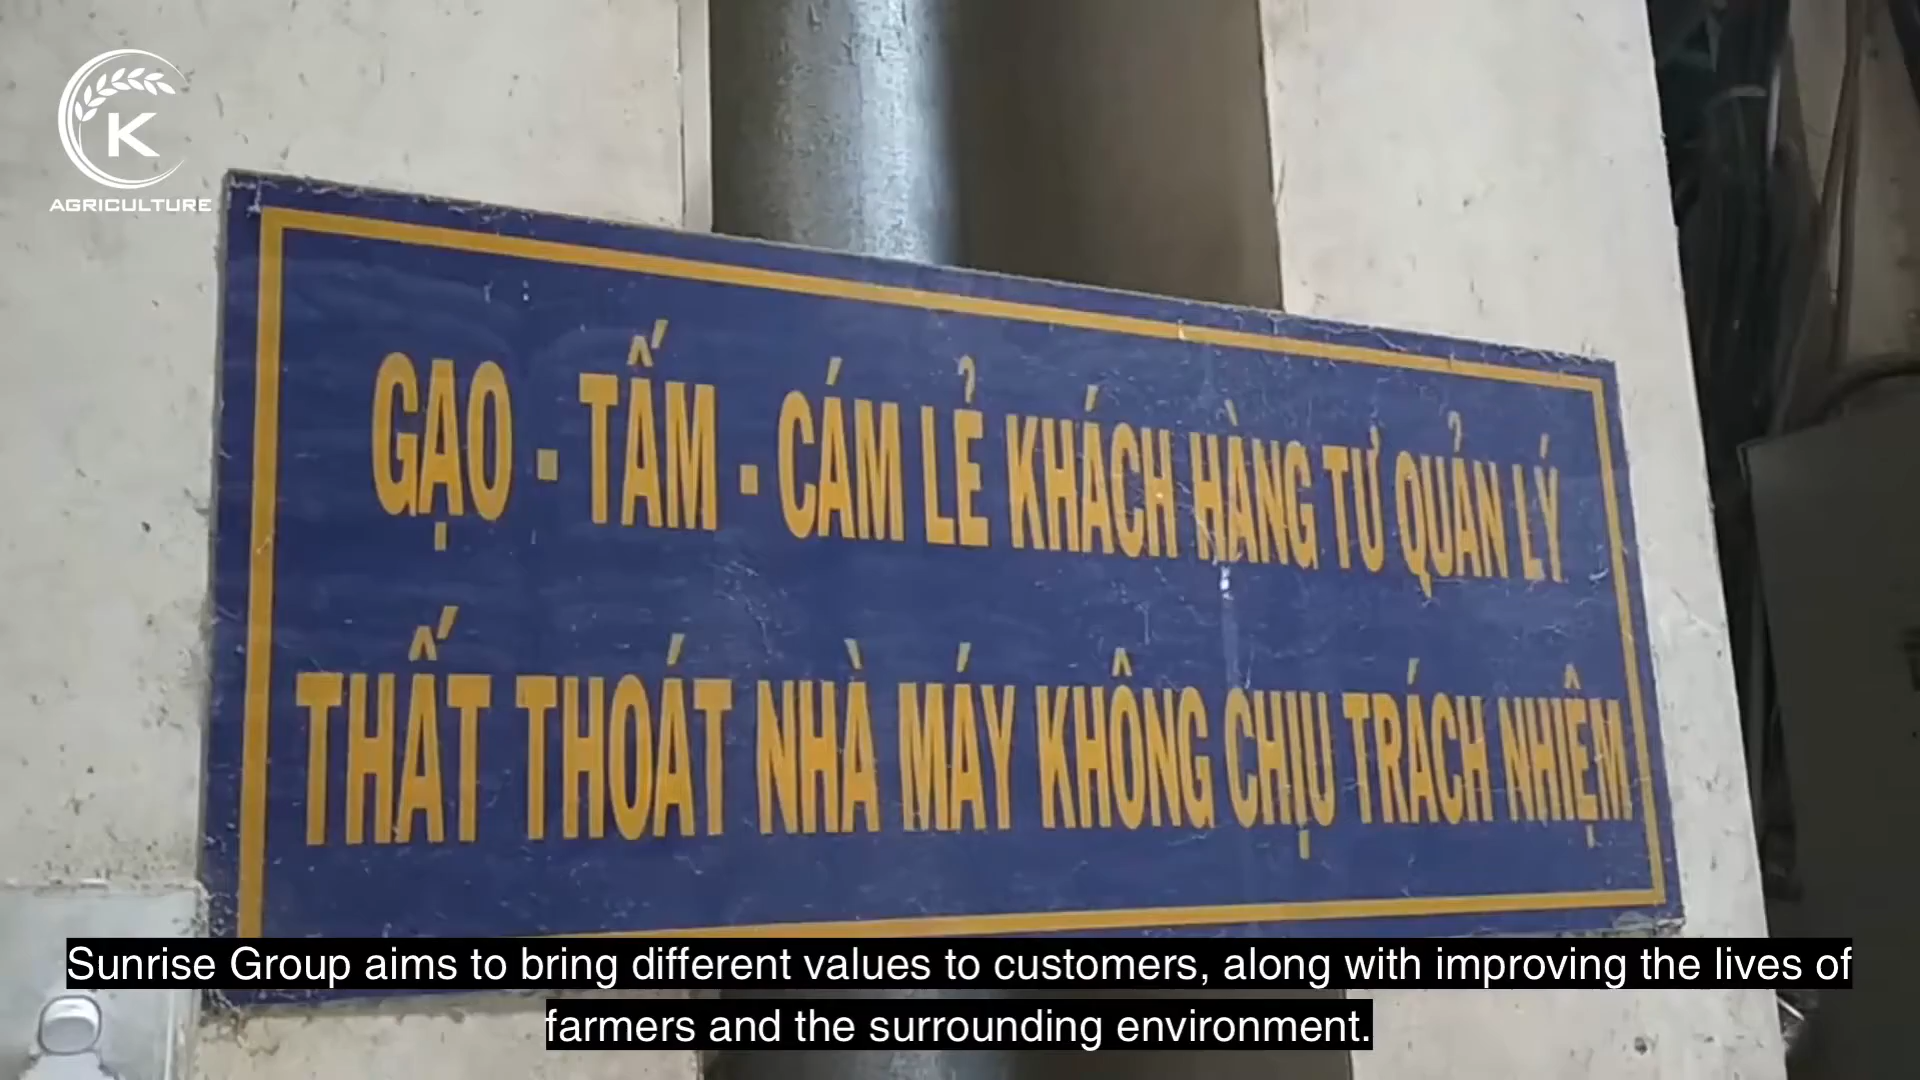 K
AGRICULTURE
GẠO - TẤM - CÁM LẺ KHÁCH HÀNG TỰ QUẢN LÝ
THẤT THOÁT NHÀ MÁY KHÔNG CHỊU TRÁCH NHIỆM
Sunrise Group aims to bring different values to customers, along with improving the lives of
farmers and the surrounding environment.